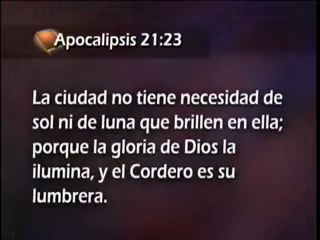 Apocalipsis 21:23
La ciudad no tiene necesidad de
sol ni de luna que brillen en ella;
porque la gloria de Dios la
ilumina, y el Cordero es su
lumbrera.